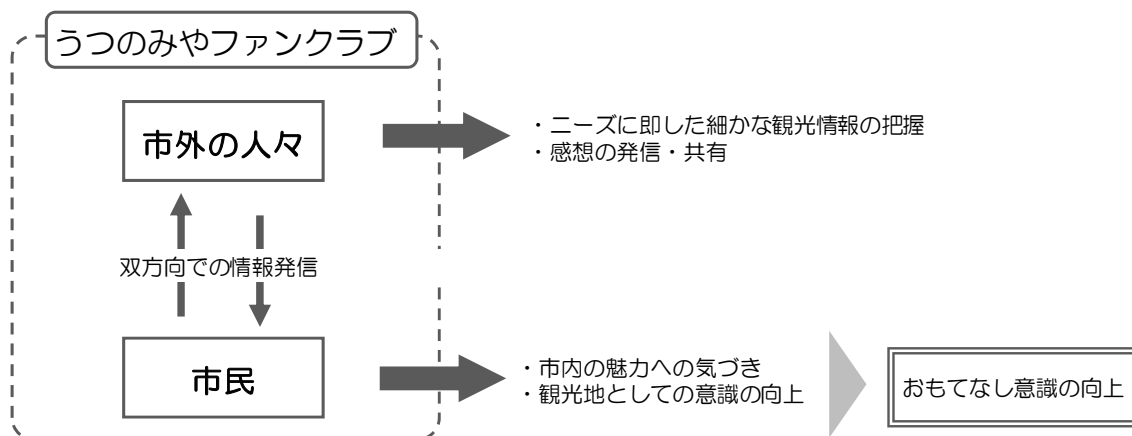 うつのみやファンクラブ
市外の人々
・ニーズに即した細かな観光情報の把握
・感想の発信・共有
双方向での情報発信
市民
・市内の魅力への気づき
・観光地としての意識の向上
おもてなし意識の向上